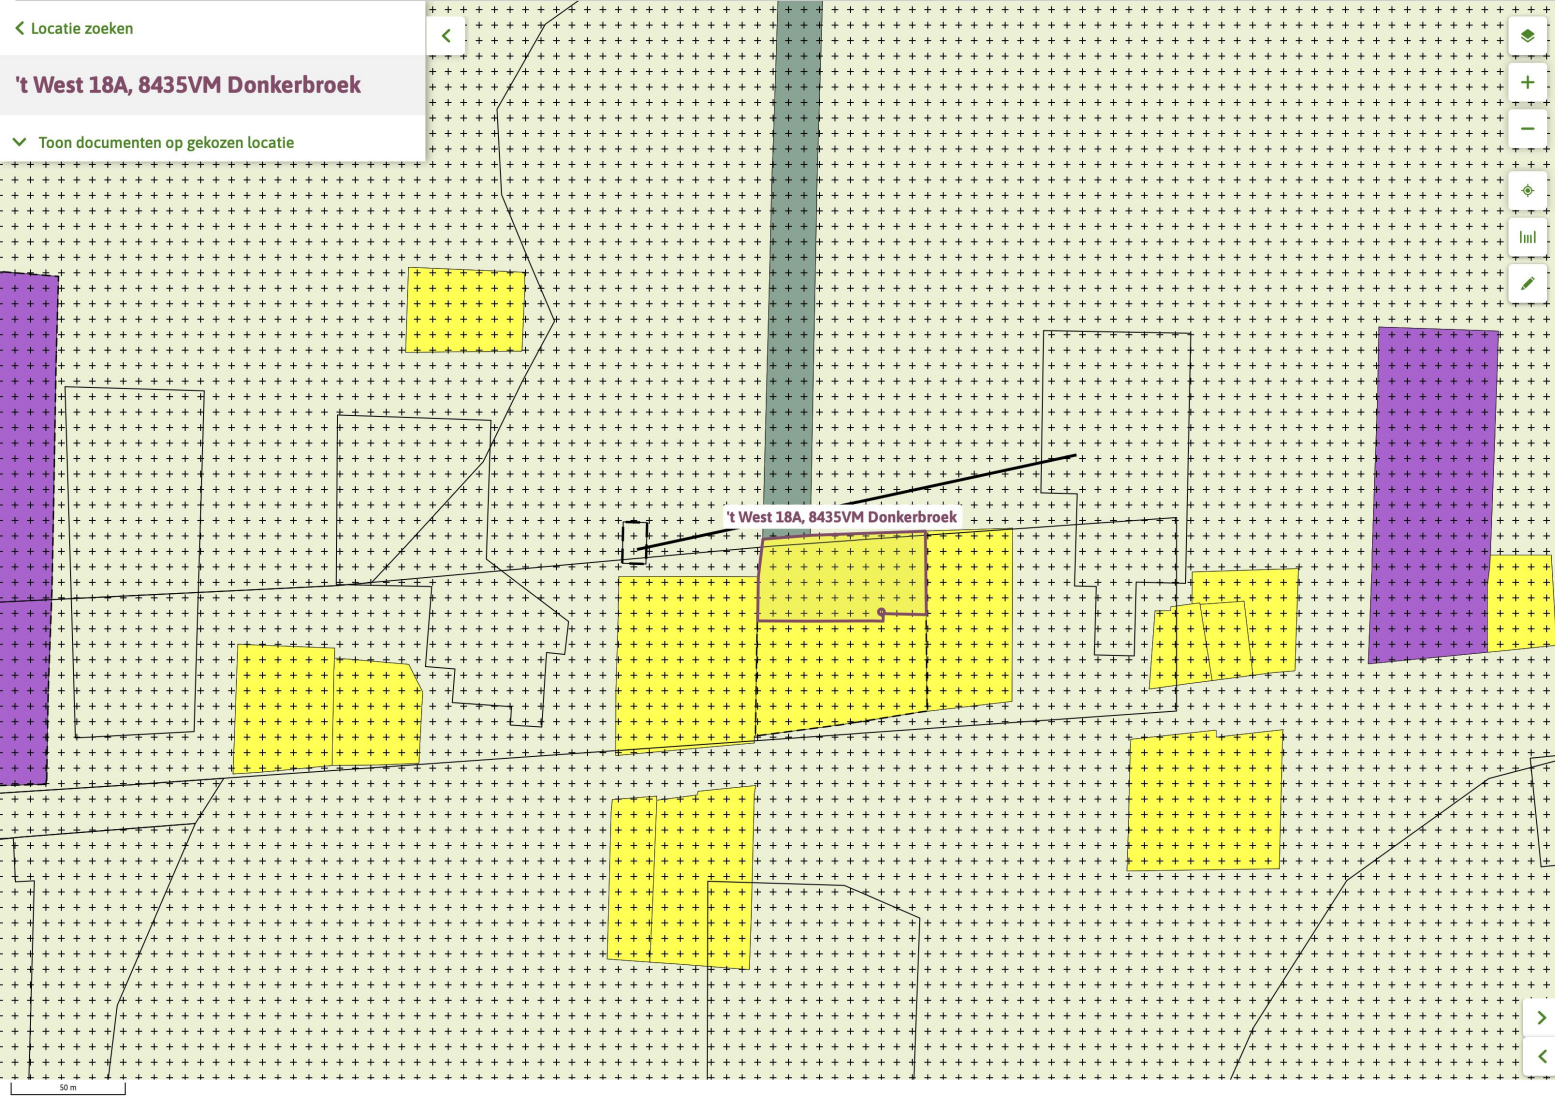 Locatie zoeken
't West 18A, 8435VM Donkerbroek
Toon documenten op gekozen locatie
't West 18A, 8435VM Donkerbroek
50 m